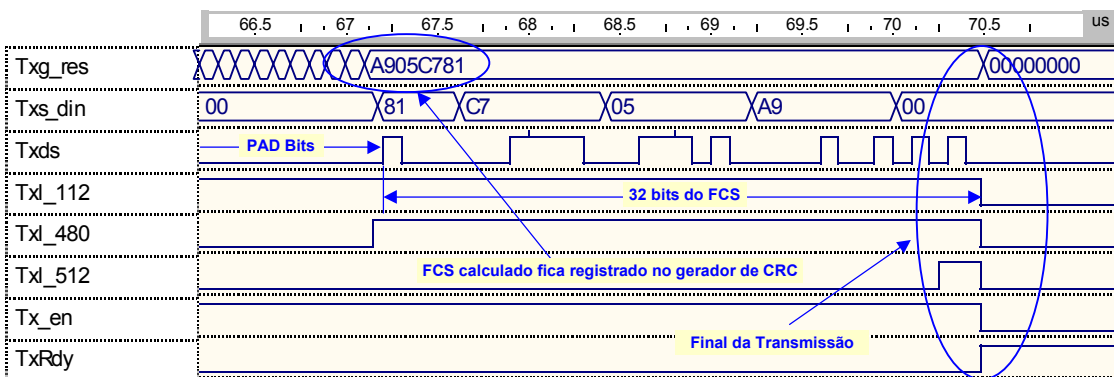 66.5 67 67.5 68 68.5 69 69.5 70 70.5 us
Txg_res A905C781 00000000
Txs_din 00 81 C7 05 A9 00
Txds PAD Bits
Txl_112 32 bits do FCS
Txl_480
FCS calculado fica registrado no gerador de CRC
Txl_512
Tx_en
Final da Transmissão
TxRdy